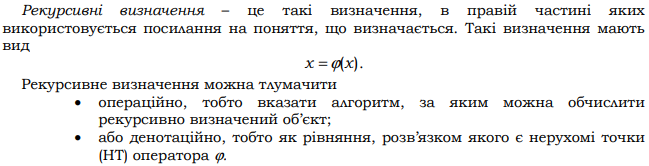 Рекурсивні визначення – це такі визначення, в правій частині яких
використовується посилання на поняття, що визначається. Такі визначення мають
вид
x = φ(x).
Рекурсивне визначення можна тлумачити
• операційно, тобто вказати алгоритм, за яким можна обчислити
рекурсивно визначений об’єкт;
• або денотаційно, тобто як рівняння, розв’язком якого є нерухомі точки
(НТ) оператора φ.